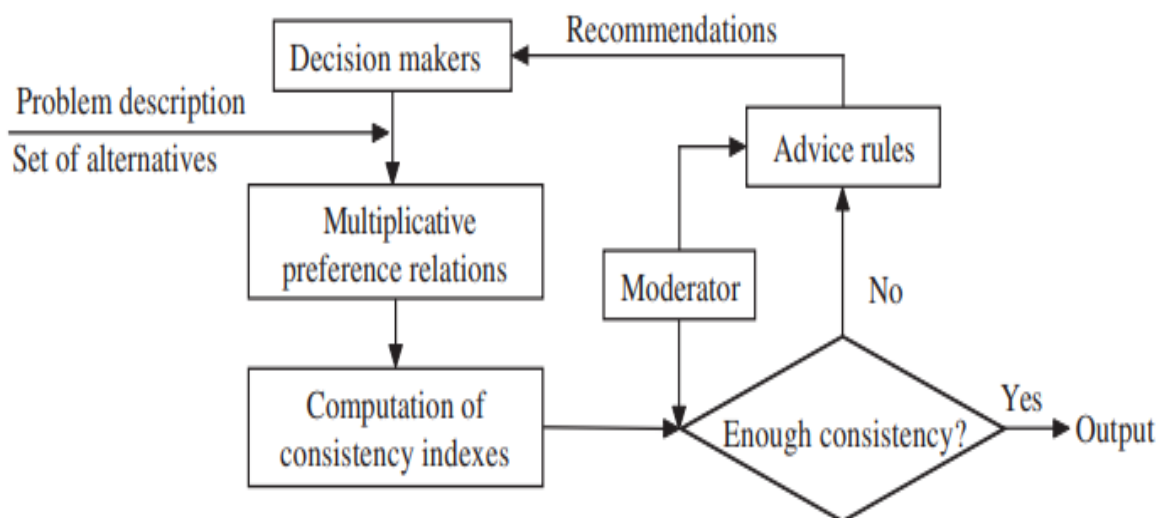 Recommendations
Decision makers
Problem description
Set of alternatives
Advice rules
Multiplicative
preference relations
Moderator
No
Computation of
consistency indexes
Enough consistency?
Yes
Output